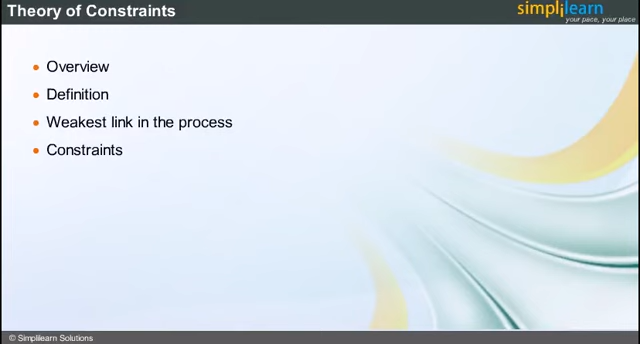 Theory of Constraints
simplilearn
your pace, your place
Overview
Definition
Weakest link in the process
Constraints
© Simplilearn Solutions